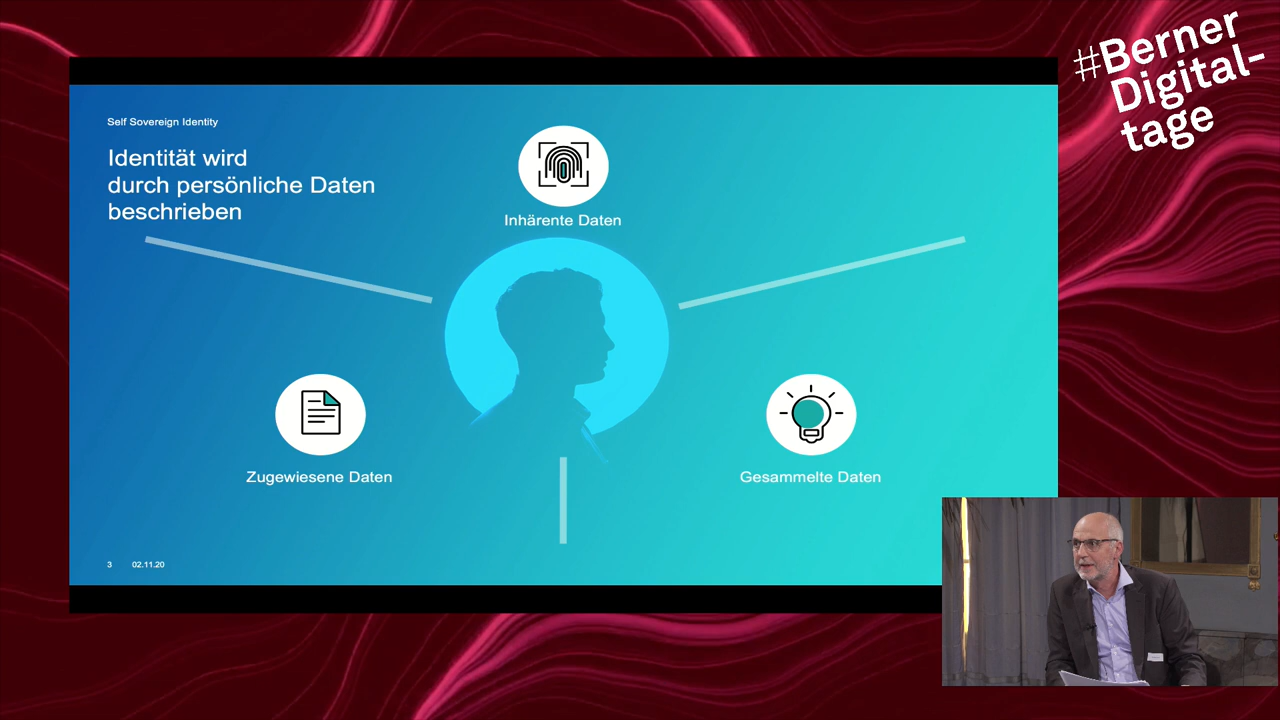 #Berner
Digital-
tage
Self Sovereign Identity
Identität wird
durch persönliche Daten
beschrieben
Inhärente Daten
Zugewiesene Daten
Gesammelte Daten
3 02.11.20